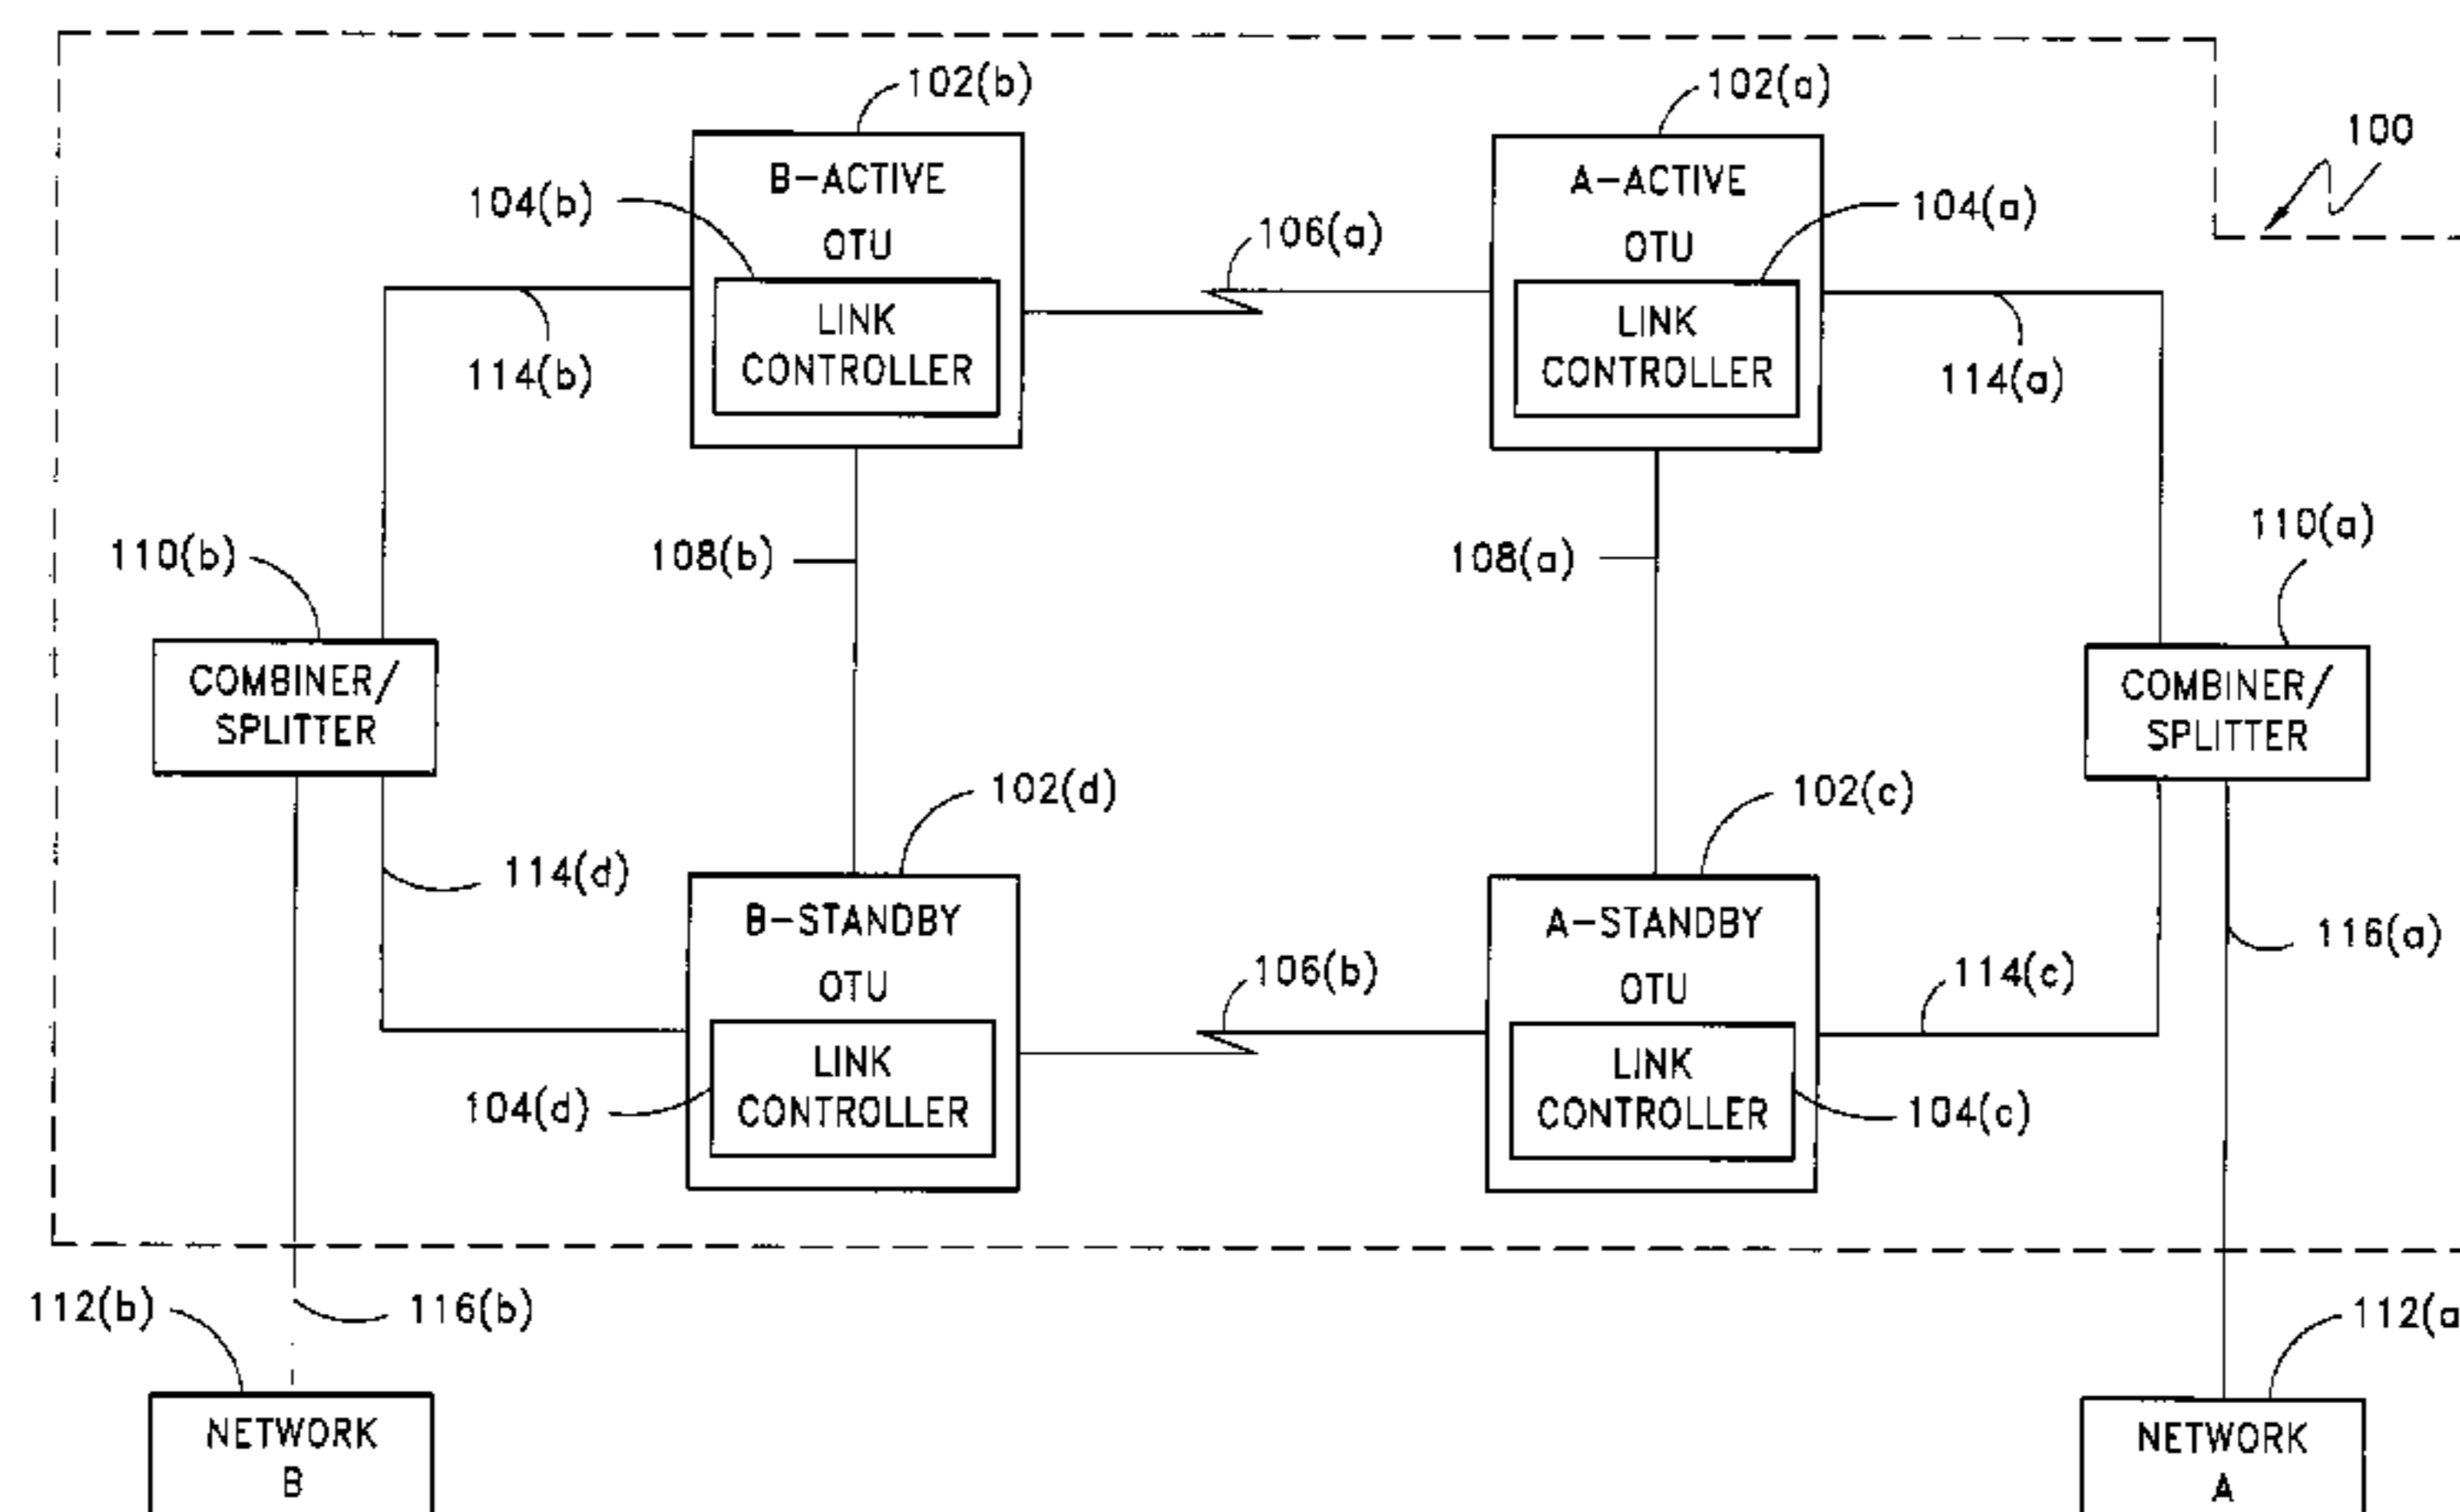 102(b)
102(a)
100
B-ACTIVE
OTU
A-ACTIVE
OTU
104(b)
104(a)
106(a)
LINK
CONTROLLER
LINK
CONTROLLER
114(b)
114(a)
110(b)
108(b)
108(a)
110(a)
COMBINER/
SPLITTER
COMBINER/
SPLITTER
102(d)
102(c)
114(d)
B-STANDBY
OTU
A-STANDBY
OTU
116(a)
106(b)
114(c)
LINK
CONTROLLER
LINK
CONTROLLER
104(d)
104(c)
112(b)
116(b)
112(a
NETWORK
B
NETWORK
A